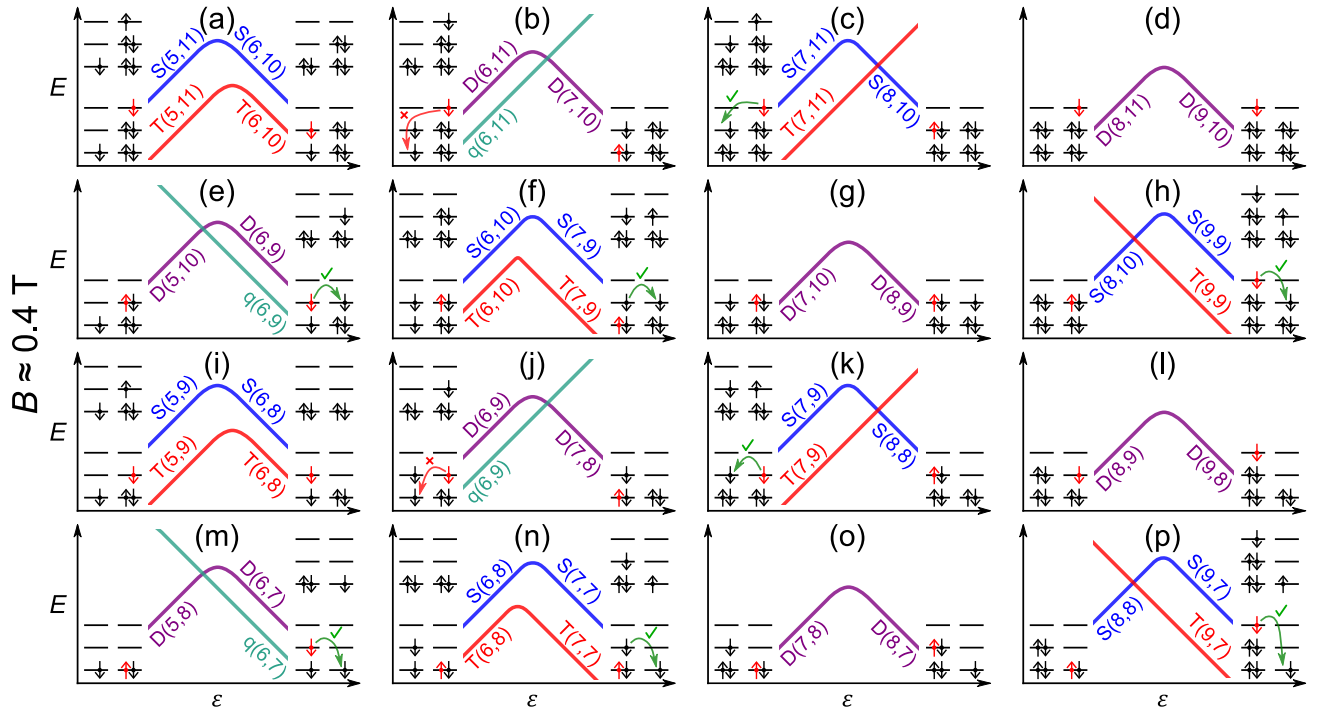 B ≈ 0.4 T
(a)
E
S(5,11)
S(6,10)
T(5,11)
T(6,10)
(b)
D(6,11)
D(7,10)
q(6,11)
(c)
S(7,11)
S(8,10)
T(7,11)
(d)
D(8,11)
D(9,10)
(e)
E
D(5,10)
D(6,9)
q(6,9)
(f)
S(6,10)
S(7,9)
T(6,10)
T(7,9)
(g)
D(7,10)
D(8,9)
(h)
S(8,10)
S(9,9)
T(9,9)
(i)
E
S(5,9)
S(6,8)
T(5,9)
T(6,8)
(j)
D(6,9)
D(7,8)
q(6,9)
(k)
S(7,9)
S(8,8)
T(7,9)
(l)
D(8,9)
D(9,8)
(m)
E
D(5,8)
D(6,7)
q(6,7)
ε
(n)
S(6,8)
S(7,7)
T(6,8)
T(7,7)
ε
(o)
D(7,8)
D(8,7)
ε
(p)
S(8,8)
S(9,7)
T(9,7)
ε